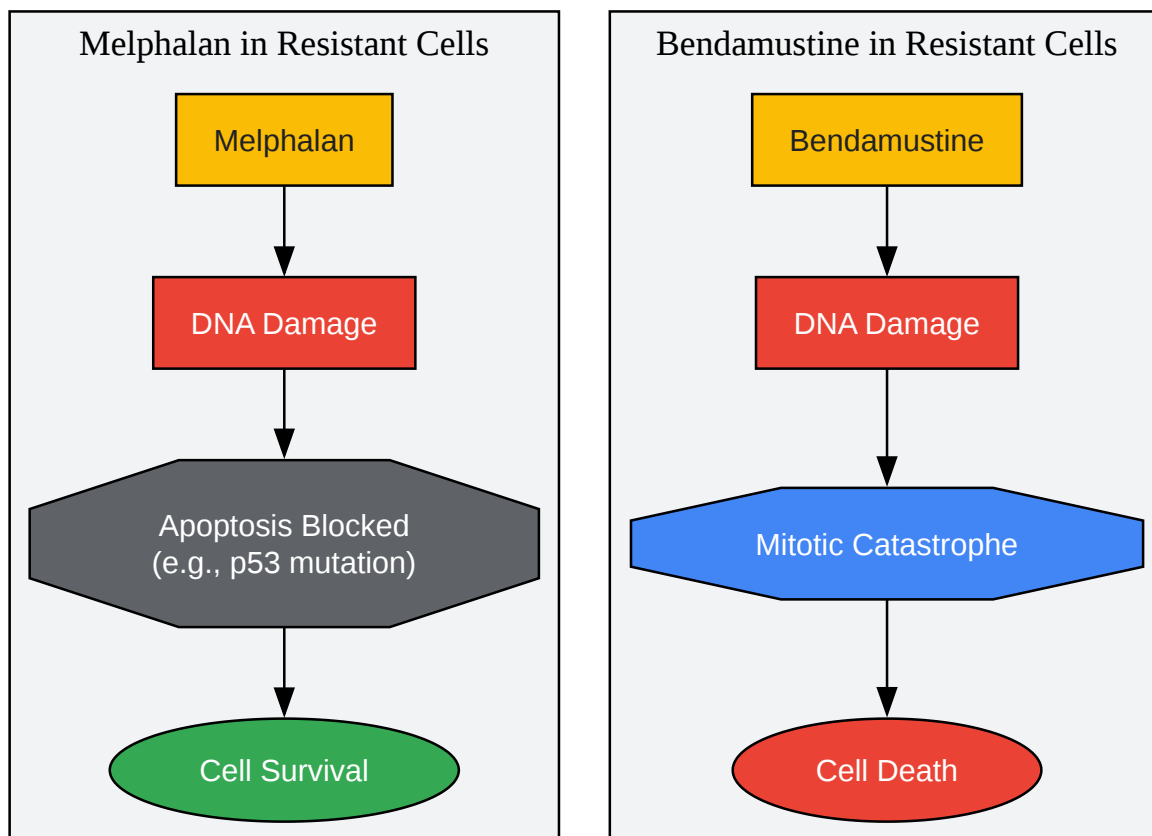 Melphalan in Resistant Cells
Melphalan
DNA Damage
Apoptosis Blocked
(e.g., p53 mutation)
Cell Survival
Bendamustine in Resistant Cells
Bendamustine
DNA Damage
Mitotic Catastrophe
Cell Death